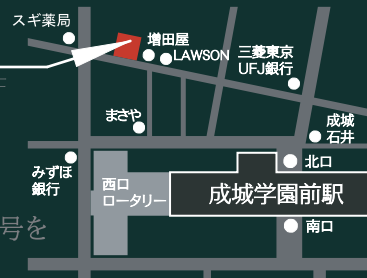 スギ薬局
増田屋
LAWSON
三菱東京
UFJ銀行
まさや
成城
石井
みずほ
銀行
西口
ロータリー
北口
成城学園前駅
南口
号を